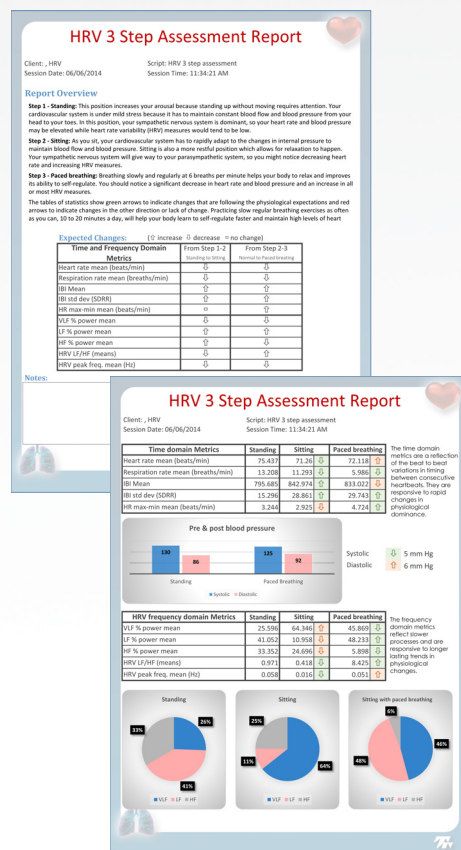 HRV 3 Step Assessment Report
Client: , HRV Script: HRV 3 step assessment
Session Date: 06/06/2014 Session Time: 11:34:21 AM
Report Overview
Step 1 - Standing: This position increases your arousal because standing up without moving requires attention. Your
cardiovascular system is under mild stress because it has to maintain constant blood flow and blood pressure from your
head to your toes. In this position, your sympathetic nervous system is dominant, so your heart rate and blood pressure
may be elevated while heart rate variability (HRV) measures would tend to be low.
Step 2 - Sitting: As you sit, your cardiovascular system has to rapidly adapt to the changes in internal pressure to
maintain blood flow and blood pressure. Sitting is also a more restful position which allows for relaxation to happen.
Your sympathetic nervous system will give way to your parasympathetic system, so you might notice decreasing heart
rate and increasing HRV measures.
Step 3 - Paced breathing: Breathing slowly and regularly at 6 breaths per minute helps your body to relax and improves
its ability to self-regulate. You should notice a significant decrease in heart rate and blood pressure and an increase in all
or most HRV measures.
The tables of statistics show green arrows to indicate changes that are following the physiological expectations and red
arrows to indicate changes in the other direction or lack of change. Practicing slow regular breathing exercises as often
as you can, 10 to 20 minutes a day, will help your body learn to self-regulate faster and maintain high levels of heart
Expected Changes: (⇧ increase ⇩ decrease = no change)
Time and Frequency Domain Metrics From Step 1-2 From Step 2-3
Standing to Sitting Normal to Paced breasting
Heart rate mean (beats/min) ⇩ ⇩
Respiration rate mean (breaths/min) ⇩ ⇩
IBI Mean ⇧ ⇧
IBI std dev (SDRR) ⇧ ⇧
HR max-min mean (beats/min) = ⇧
VLF % power mean ⇩ ⇩
LF % power mean ⇧ ⇧
HF % power mean ⇧ ⇩
HRV LF/HF (means) ⇩ ⇧
HRV peak freq. mean (Hz) ⇩ ⇩
Notes:
HRV 3 Step Assessment Report
Client: , HRV Script: HRV 3 step assessment
Session Date: 06/06/2014 Session Time: 11:34:21 AM
Time domain Metrics Standing Sitting Paced breathing
Heart rate mean (beats/min) 75.437 71.26 ⇩ 72.118 ⇧
Respiration rate mean (breaths/min) 13.208 11.293 ⇩ 5.986 ⇩
IBI Mean 795.685 842.974 ⇧ 833.022 ⇩
IBI std dev (SDRR) 15.296 28.861 ⇧ 29.743 ⇧
HR max-min mean (beats/min) 3.244 2.925 ⇩ 4.724 ⇧
The time domain
metrics are a reflection
of the beat to beat
variations in timing
between consecutive
heartbeats. They are
responsive to rapid
changes in
physiological
dominance.
Pre & post blood pressure
130 86 125 92
Standing Paced Breathing
Systolic Diastolic
Systolic ⇩ 5 mm Hg
Diastolic ⇧ 6 mm Hg
HRV frequency domain Metrics Standing Sitting Paced breathing
VLF % power mean 25.596 64.346 ⇧ 45.869 ⇩
LF % power mean 41.052 10.958 ⇩ 48.233 ⇧
HF % power mean 33.352 24.696 ⇩ 5.898 ⇩
HRV LF/HF (means) 0.971 0.418 ⇩ 8.425 ⇧
HRV peak freq. mean (Hz) 0.058 0.016 ⇩ 0.051 ⇧
The frequency
domain metrics
reflect slower
processes and are
responsive to longer
lasting trends in
physiological
changes.
Standing
33% 26% 41%
VLF LF HF
Sitting
25% 11% 64%
VLF LF HF
Sitting with paced breathing
6% 48% 46%
VLF LF HF